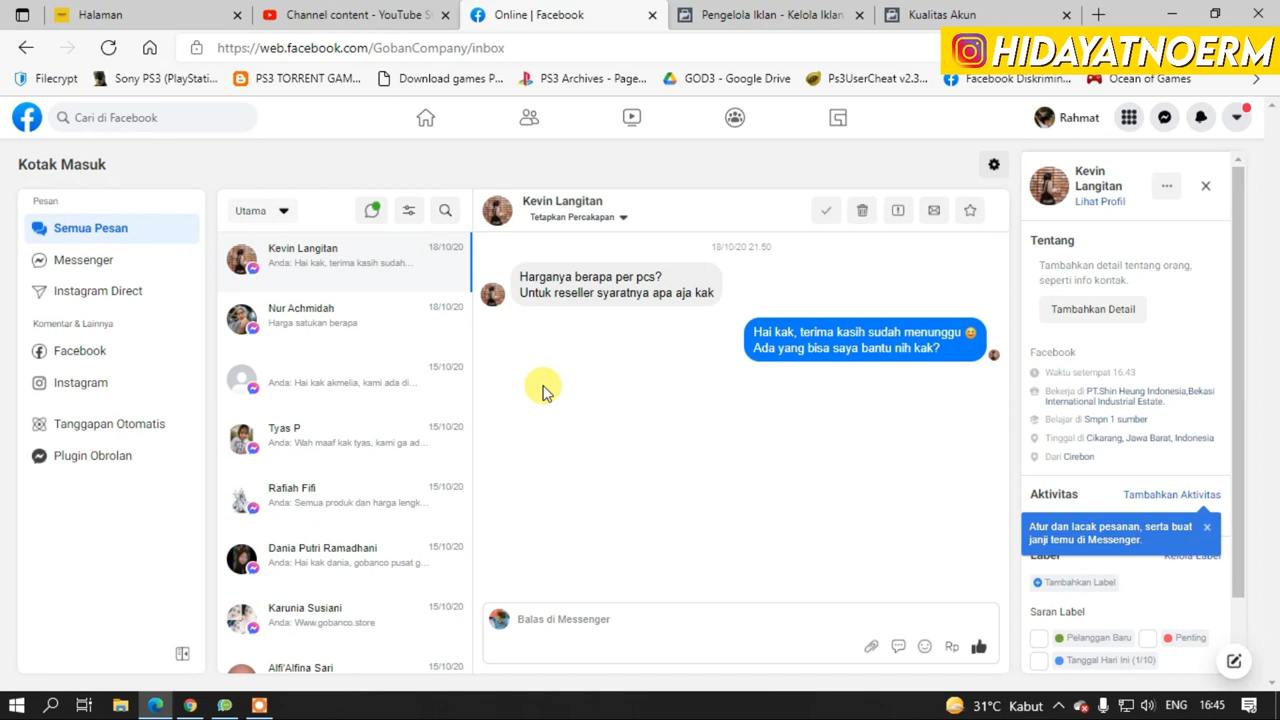 Halaman
Channel content - YouTube S
Online | Facebook
Pengelola Iklan - Kelola Iklan
Kualitas Akun
https://web.facebook.com/GobanCompany/inbox
HIDAYATNOERM
Filecrypt
Sony PS3 (PlayStati...
PS3 TORRENT GAM...
Download games P...
PS3 Archives - Page...
GOD3 - Google Drive
Ps3UserCheat v2.3...
Facebook Diskrimin...
Ocean of Games
Cari di Facebook
Rahmat
Kotak Masuk
Pesan
Semua Pesan
Messenger
Instagram Direct
Komentar & Lainnya
Facebook
Instagram
Tanggapan Otomatis
Plugin Obrolan
Utama
Kevin Langitan 18/10/20
Anda: Hai kak, terima kasih sudah...
Nur Achmidah 18/10/20
Harga satukan berapa
15/10/20
Anda: Hai kak akmelia, kami ada di...
Tyas P 15/10/20
Anda: Wah maaf kak tyas, kami ga ad...
Rafiah Fifi 15/10/20
Anda: Semua produk dan harga lengk...
Dania Putri Ramadhani 15/10/20
Anda: Hai kak dania, gobanco pusat g...
Karunia Susiani 15/10/20
Anda: Www.gobanco.store
Alfi'Alfina Sari 15/10/20
Kevin Langitan
Tetapkan Percakapan
18/10/20 21.50
Harganya berapa per pcs?
Untuk reseller syaratnya apa aja kak
Hai kak, terima kasih sudah menunggu 😊
Ada yang bisa saya bantu nih kak?
Balas di Messenger
Rp
Kevin
Langitan
Lihat Profil
Tentang
Tambahkan detail tentang orang,
seperti info kontak.
Tambahkan Detail
Facebook
Waktu setempat 16.43
Bekerja di PT.Shin Heung Indonesia,Bekasi
International Industrial Estate.
Belajar di Smpn 1 sumber
Tinggal di Cikarang, Jawa Barat, Indonesia
Dari Cirebon
Aktivitas
Tambahkan Aktivitas
Atur dan lacak pesanan, serta buat
janji temu di Messenger.
Label
Kelola Label
Tambahkan Label
Saran Label
Pelanggan Baru
Penting
Tanggal Hari Ini (1/10)
31°C Kabut
ENG
16:45